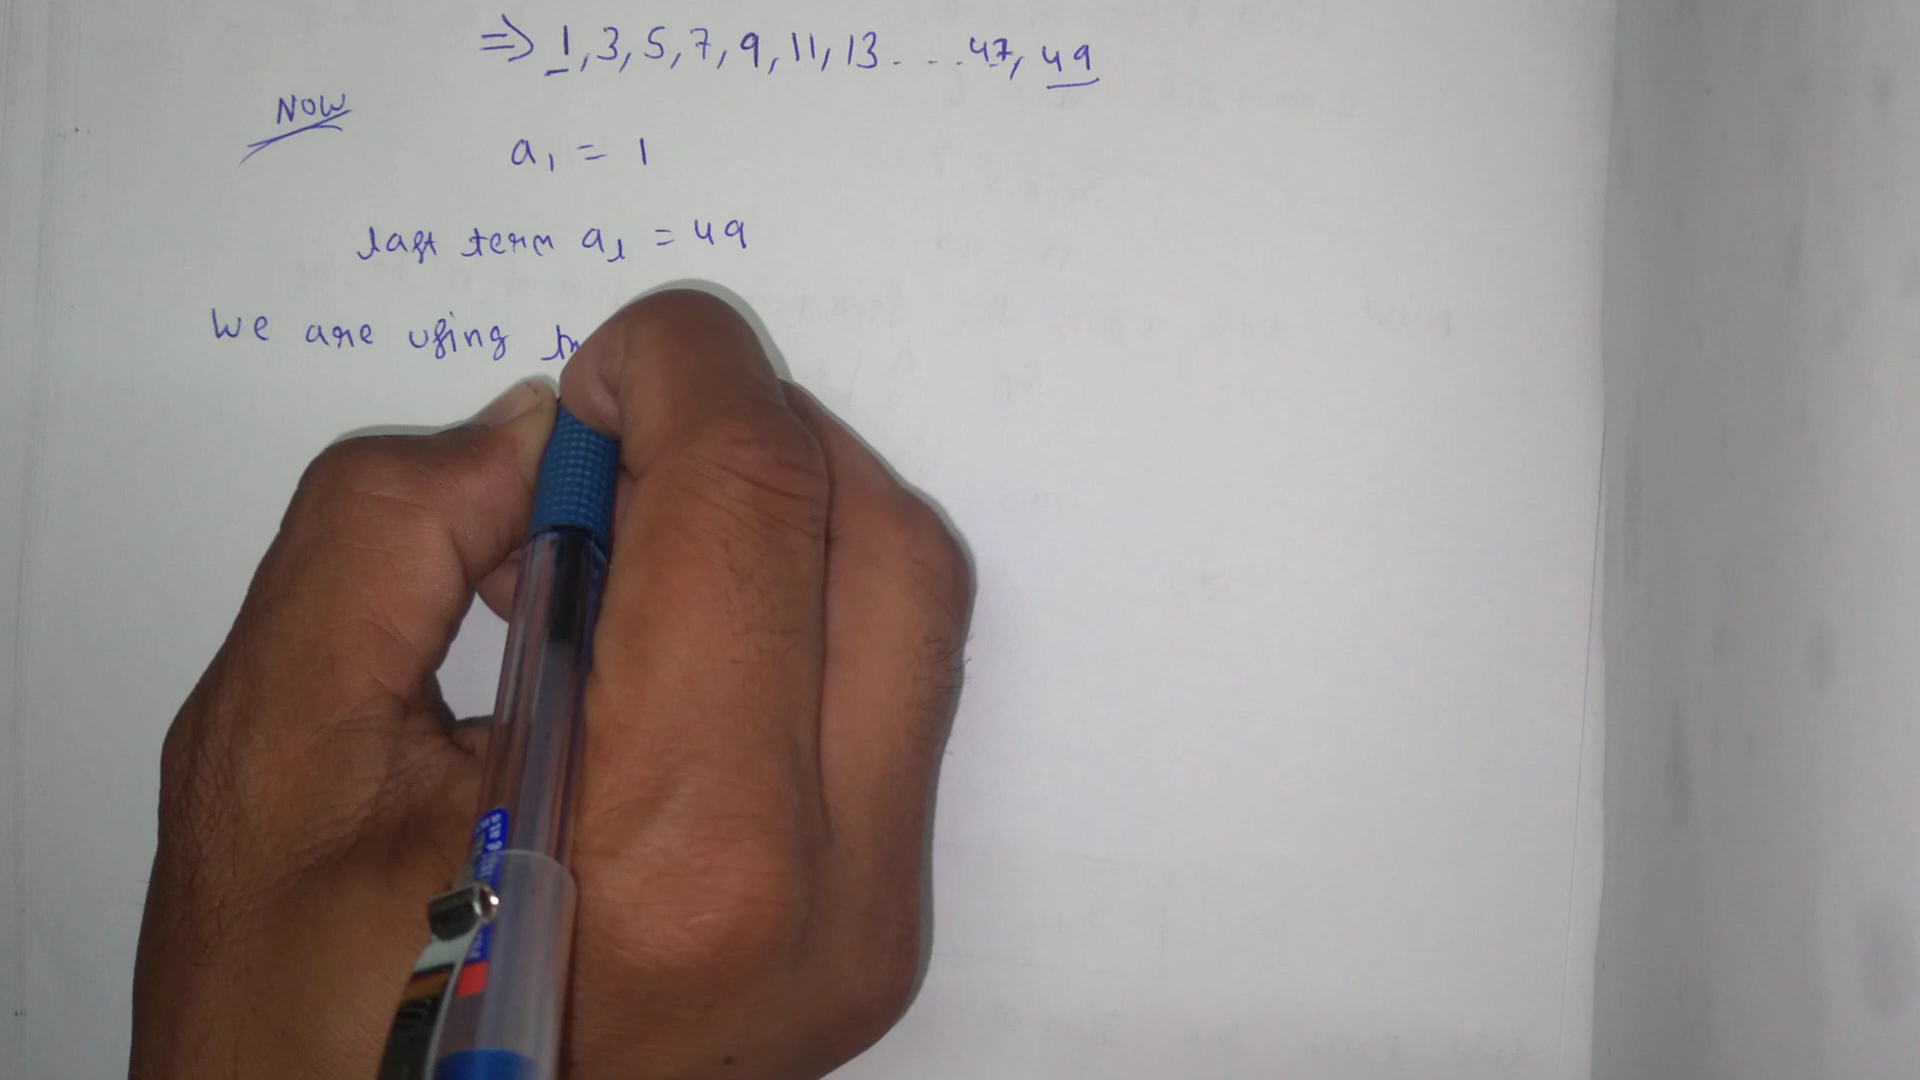 ⇒ 1, 3, 5, 7, 9, 11, 13 . . . . 47, 49
NOW
a₁ = 1
last term aₗ = 49
We are using